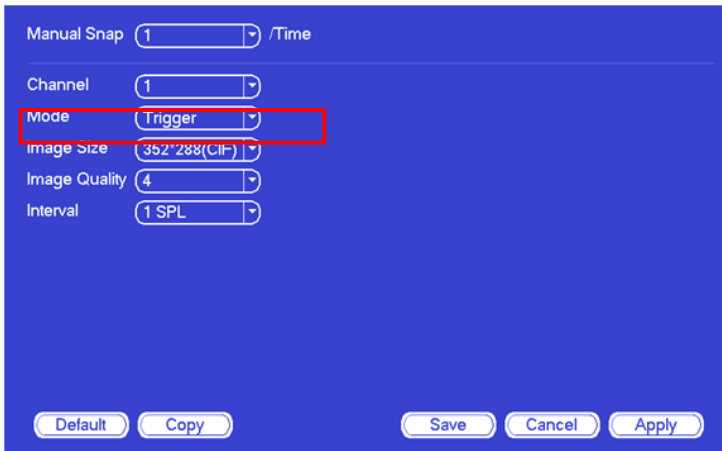 Manual Snap 1 /Time
Channel 1
Mode Trigger
Image Size 352*288(CIF)
Image Quality 4
Interval 1 SPL
Default Copy Save Cancel Apply